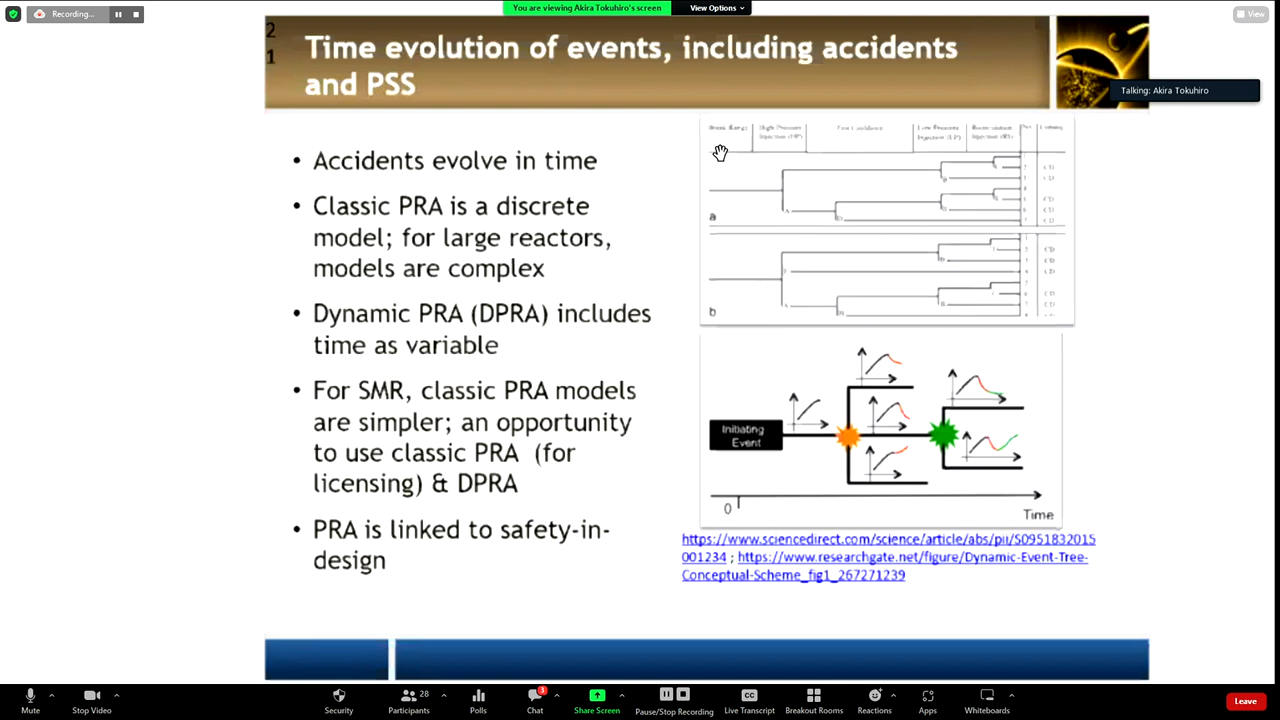 Recording...
You are viewing Akira Tokuhiro's screen
View Options
View
2
1
Time evolution of events, including accidents
and PSS
Talking: Akira Tokuhiro
• Accidents evolve in time
• Classic PRA is a discrete
model; for large reactors,
models are complex
• Dynamic PRA (DPRA) includes
time as variable
• For SMR, classic PRA models
are simpler; an opportunity
to use classic PRA (for
licensing) & DPRA
• PRA is linked to safety-in-
design
a
b
Initiating
Event
0
Time
https://www.sciencedirect.com/science/article/abs/pii/S0951832015
001234 ; https://www.researchgate.net/figure/Dynamic-Event-Tree-
Conceptual-Scheme_fig1_267271239
Mute
Stop Video
Security
Participants
28
Polls
Chat
3
Share Screen
Pause/Stop Recording
CC
Live Transcript
Breakout Rooms
Reactions
Apps
Whiteboards
Leave